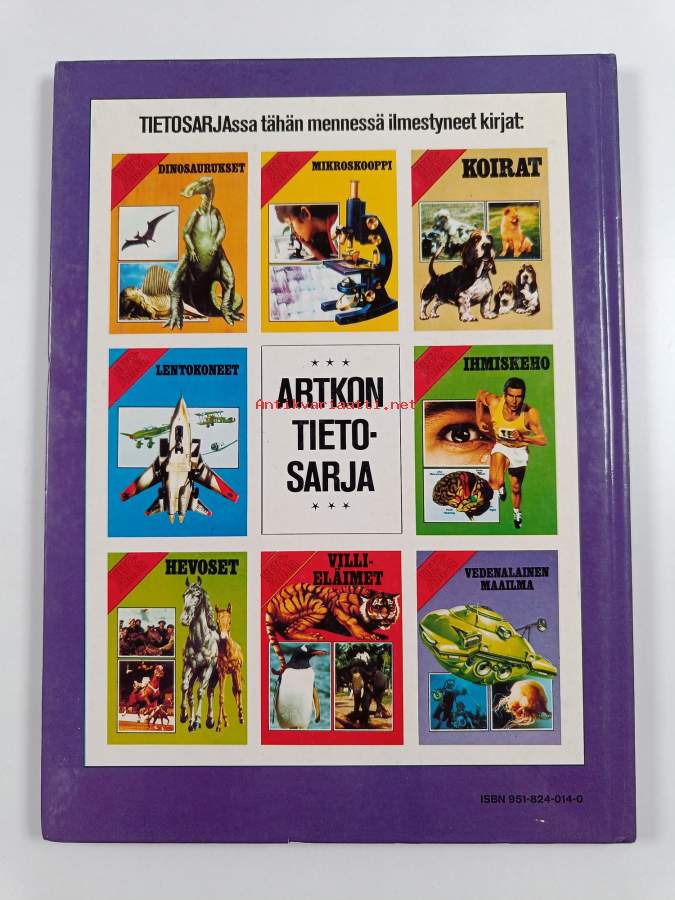 TIETOSARJAssa tähän mennessä ilmestyneet kirjat:
DINOSAURUKSET
MIKROSKOOPPI
KOIRAT
LENTOKONEET
ARTKON
TIETO-
SARJA
Antikvariaatti.net
IHMISKEHO
HEVOSET
VILLI-
ELÄIMET
VEDENALAINEN
MAAILMA
ISBN 951-824-014-0